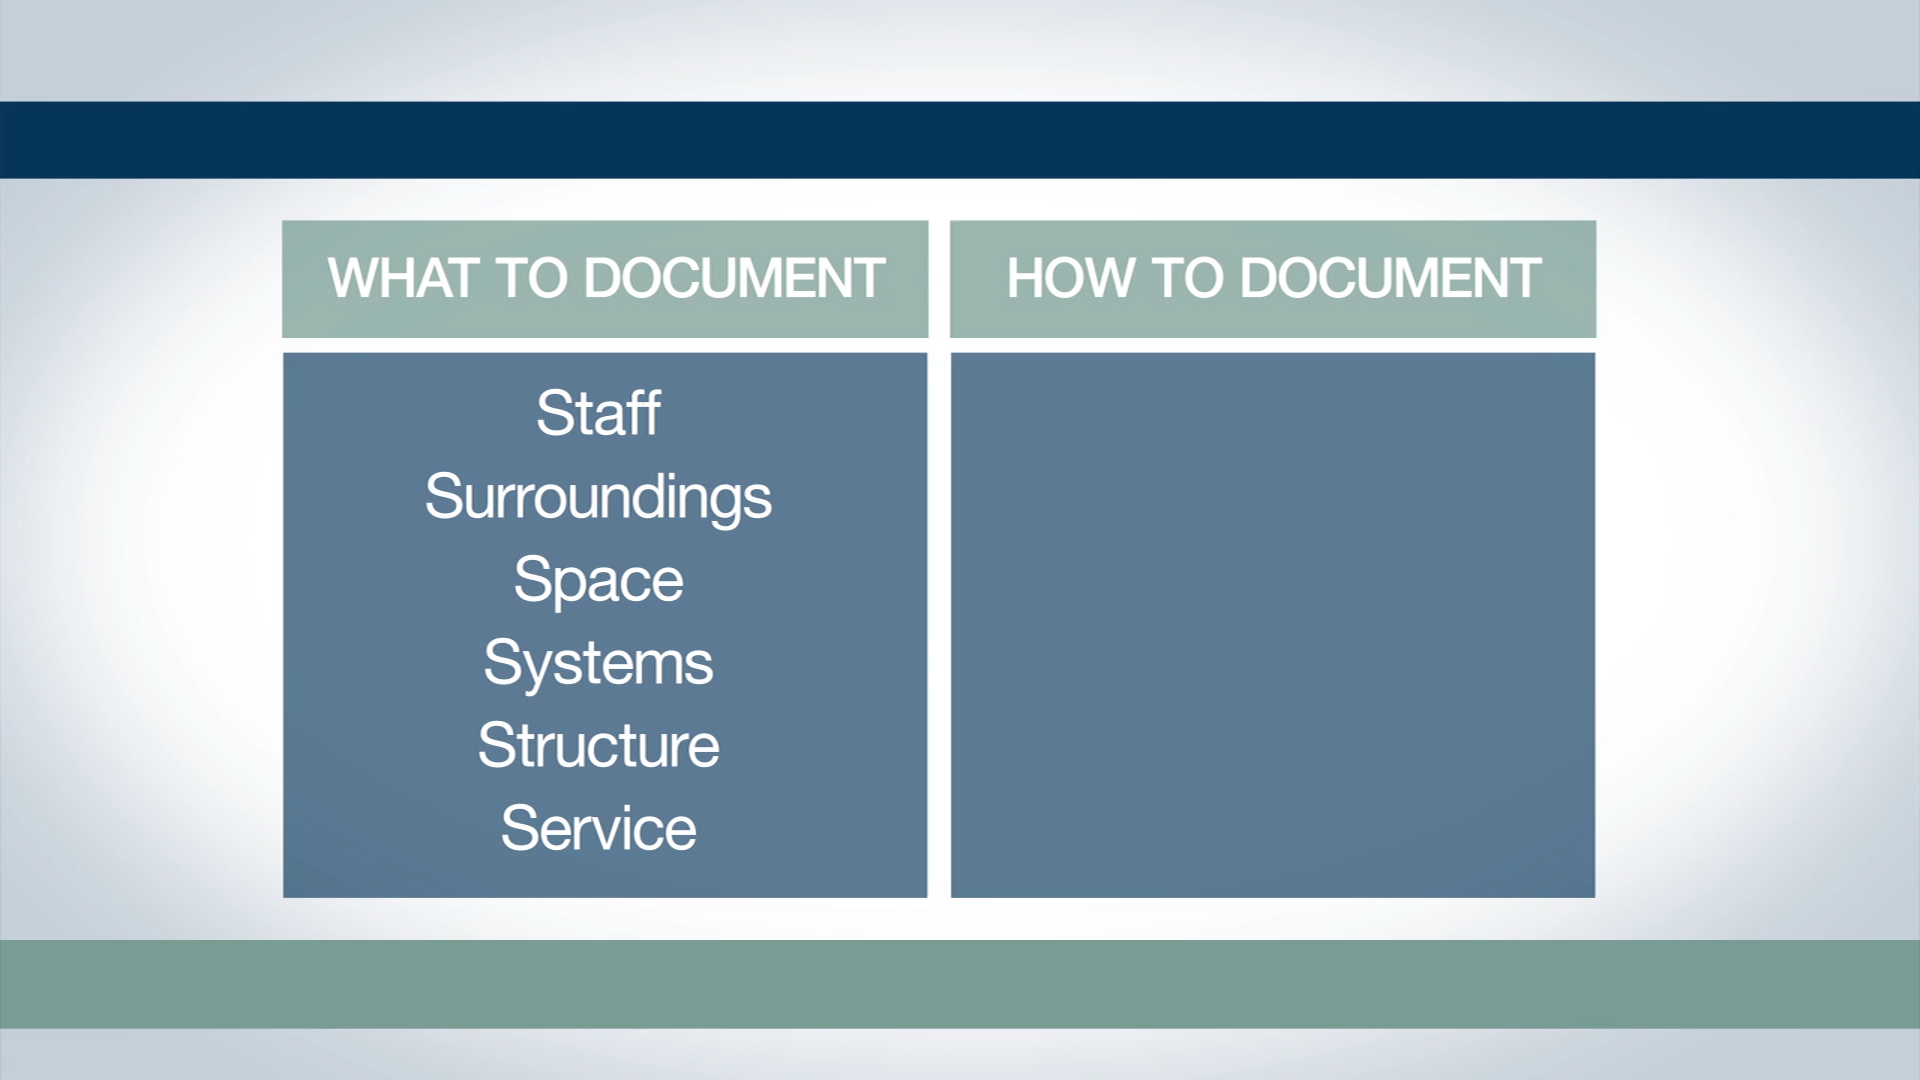 WHAT TO DOCUMENT
HOW TO DOCUMENT
Staff
Surroundings
Space
Systems
Structure
Service